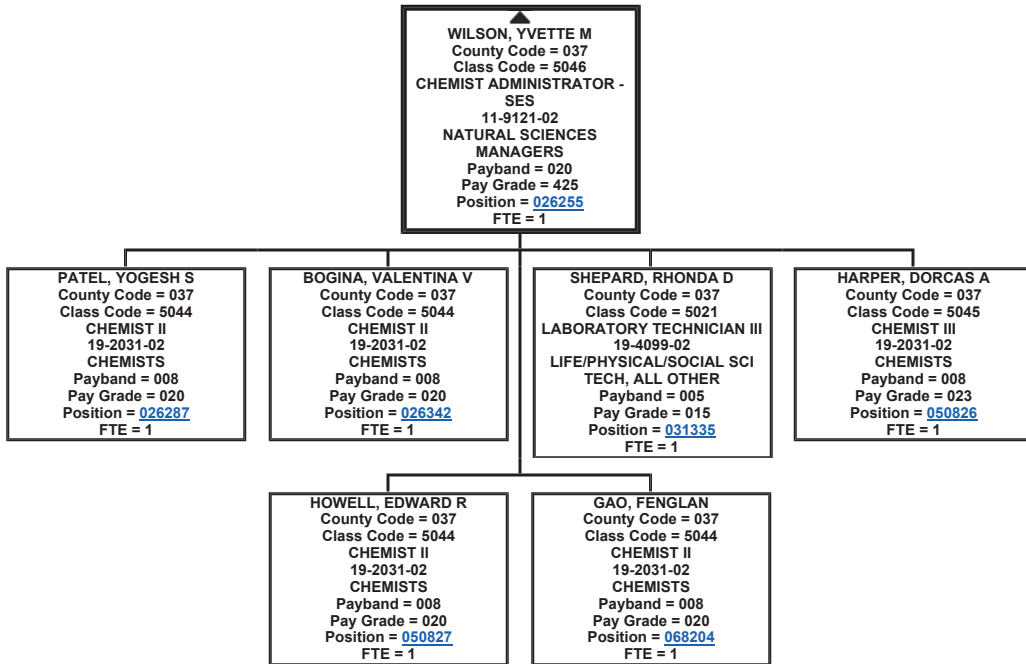 WILSON, YVETTE M
County Code = 037
Class Code = 5046
CHEMIST ADMINISTRATOR -
SES
11-9121-02
NATURAL SCIENCES
MANAGERS
Payband = 020
Pay Grade = 425
Position = 026255
FTE = 1
PATEL, YOGESH S
County Code = 037
Class Code = 5044
CHEMIST II
19-2031-02
CHEMISTS
Payband = 008
Pay Grade = 020
Position = 026287
FTE = 1
BOGINA, VALENTINA V
County Code = 037
Class Code = 5044
CHEMIST II
19-2031-02
CHEMISTS
Payband = 008
Pay Grade = 020
Position = 026342
FTE = 1
SHEPARD, RHONDA D
County Code = 037
Class Code = 5021
LABORATORY TECHNICIAN III
19-4099-02
LIFE/PHYSICAL/SOCIAL SCI
TECH, ALL OTHER
Payband = 005
Pay Grade = 015
Position = 031335
FTE = 1
HARPER, DORCAS A
County Code = 037
Class Code = 5045
CHEMIST III
19-2031-02
CHEMISTS
Payband = 008
Pay Grade = 023
Position = 050826
FTE = 1
HOWELL, EDWARD R
County Code = 037
Class Code = 5044
CHEMIST II
19-2031-02
CHEMISTS
Payband = 008
Pay Grade = 020
Position = 050827
FTE = 1
GAO, FENGLAN
County Code = 037
Class Code = 5044
CHEMIST II
19-2031-02
CHEMISTS
Payband = 008
Pay Grade = 020
Position = 068204
FTE = 1